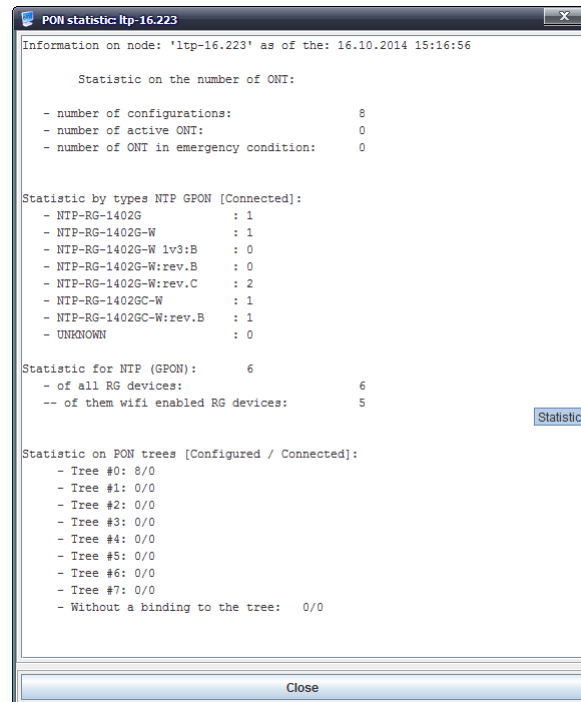 PON statistic: ltp-16.223
Information on node: 'ltp-16.223' as of the: 16.10.2014 15:16:56
Statistic on the number of ONT:
- number of configurations: 8
- number of active ONT: 0
- number of ONT in emergency condition: 0
Statistic by types NTP GPON [Connected]:
- NTP-RG-1402G : 1
- NTP-RG-1402G-W : 1
- NTP-RG-1402G-W 1v3:B : 0
- NTP-RG-1402G-W:rev.B : 0
- NTP-RG-1402G-W:rev.C : 2
- NTP-RG-1402GC-W : 1
- NTP-RG-1402GC-W:rev.B : 1
- UNKNOWN : 0
Statistic for NTP (GPON): 6
- of all RG devices: 6
-- of them wifi enabled RG devices: 5
Statistic
Statistic on PON trees [Configured / Connected]:
- Tree #0: 8/0
- Tree #1: 0/0
- Tree #2: 0/0
- Tree #3: 0/0
- Tree #4: 0/0
- Tree #5: 0/0
- Tree #6: 0/0
- Tree #7: 0/0
- Without a binding to the tree: 0/0
Close